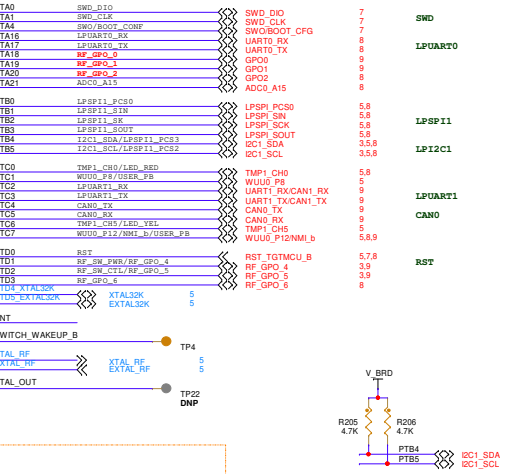 TA0 SWD_DIO SWD_DIO 7
TA1 SWD_CLK SWD_CLK 7 SWD
TA4 SWO/BOOT_CONF SWO/BOOT_CFG 7
TA16 LPUART0_RX UART0_RX 8
TA17 LPUART0_TX UART0_TX 8 LPUART0
TA18 RF_GPO_0 GPO0 9
TA19 RF_GPO_1 GPO1 9
TA20 RF_GPO_2 GPO2 8
TA21 ADC0_A15 ADC0_A15 8
TB0 LPSPI1_PCS0 LPSPI_PCS0 5,8
TB1 LPSPI1_SIN LPSPI_SIN 5,8
TB2 LPSPI1_SK LPSPI_SCK 5,8 LPSPI1
TB3 LPSPI1_SOUT LPSPI_SOUT 5,8
TB4 I2C1_SDA/LPSPI1_PCS3 I2C1_SDA 3,5,8
TB5 I2C1_SCL/LPSPI1_PCS2 I2C1_SCL 3,5,8 LPI2C1
TC0 TMP1_CH0/LED_RED TMP1_CH0 5,8
TC1 WUU0_P8/USER_PB WUU0_P8 5
TC2 LPUART1_RX UART1_RX/CAN1_RX 9 LPUART1
TC3 LPUART1_TX UART1_TX/CAN1_TX 9
TC4 CAN0_TX CAN0_TX 9
TC5 CAN0_RX CAN0_RX 9 CAN0
TC6 TMP1_CH5/LED_YEL TMP1_CH5 5
TC7 WUU0_P12/NMI_b/USER_PB WUU0_P12/NMI_b 5,8,9
TD0 RST RST_TGTMCU_B 5,7,8 RST
TD1 RF_SW_PWR/RF_GPO_4 RF_GPO_4 3,9
TD2 RF_SW_CTL/RF_GPO_5 RF_GPO_5 3,9
TD3 RF_GPO_6 RF_GPO_6 8
TD4_XTAL32K XTAL32K 5
TD5_EXTAL32K EXTAL32K 5
NT
WITCH_WAKEUP_B TP4
TAL_RF XTAL_RF 5
XTAL_RF EXTAL_RF 5
TAL_OUT TP22
DNP
V_BRD
R205 R206
4.7K 4.7K
PTB4 I2C1_SDA
PTB5 I2C1_SCL